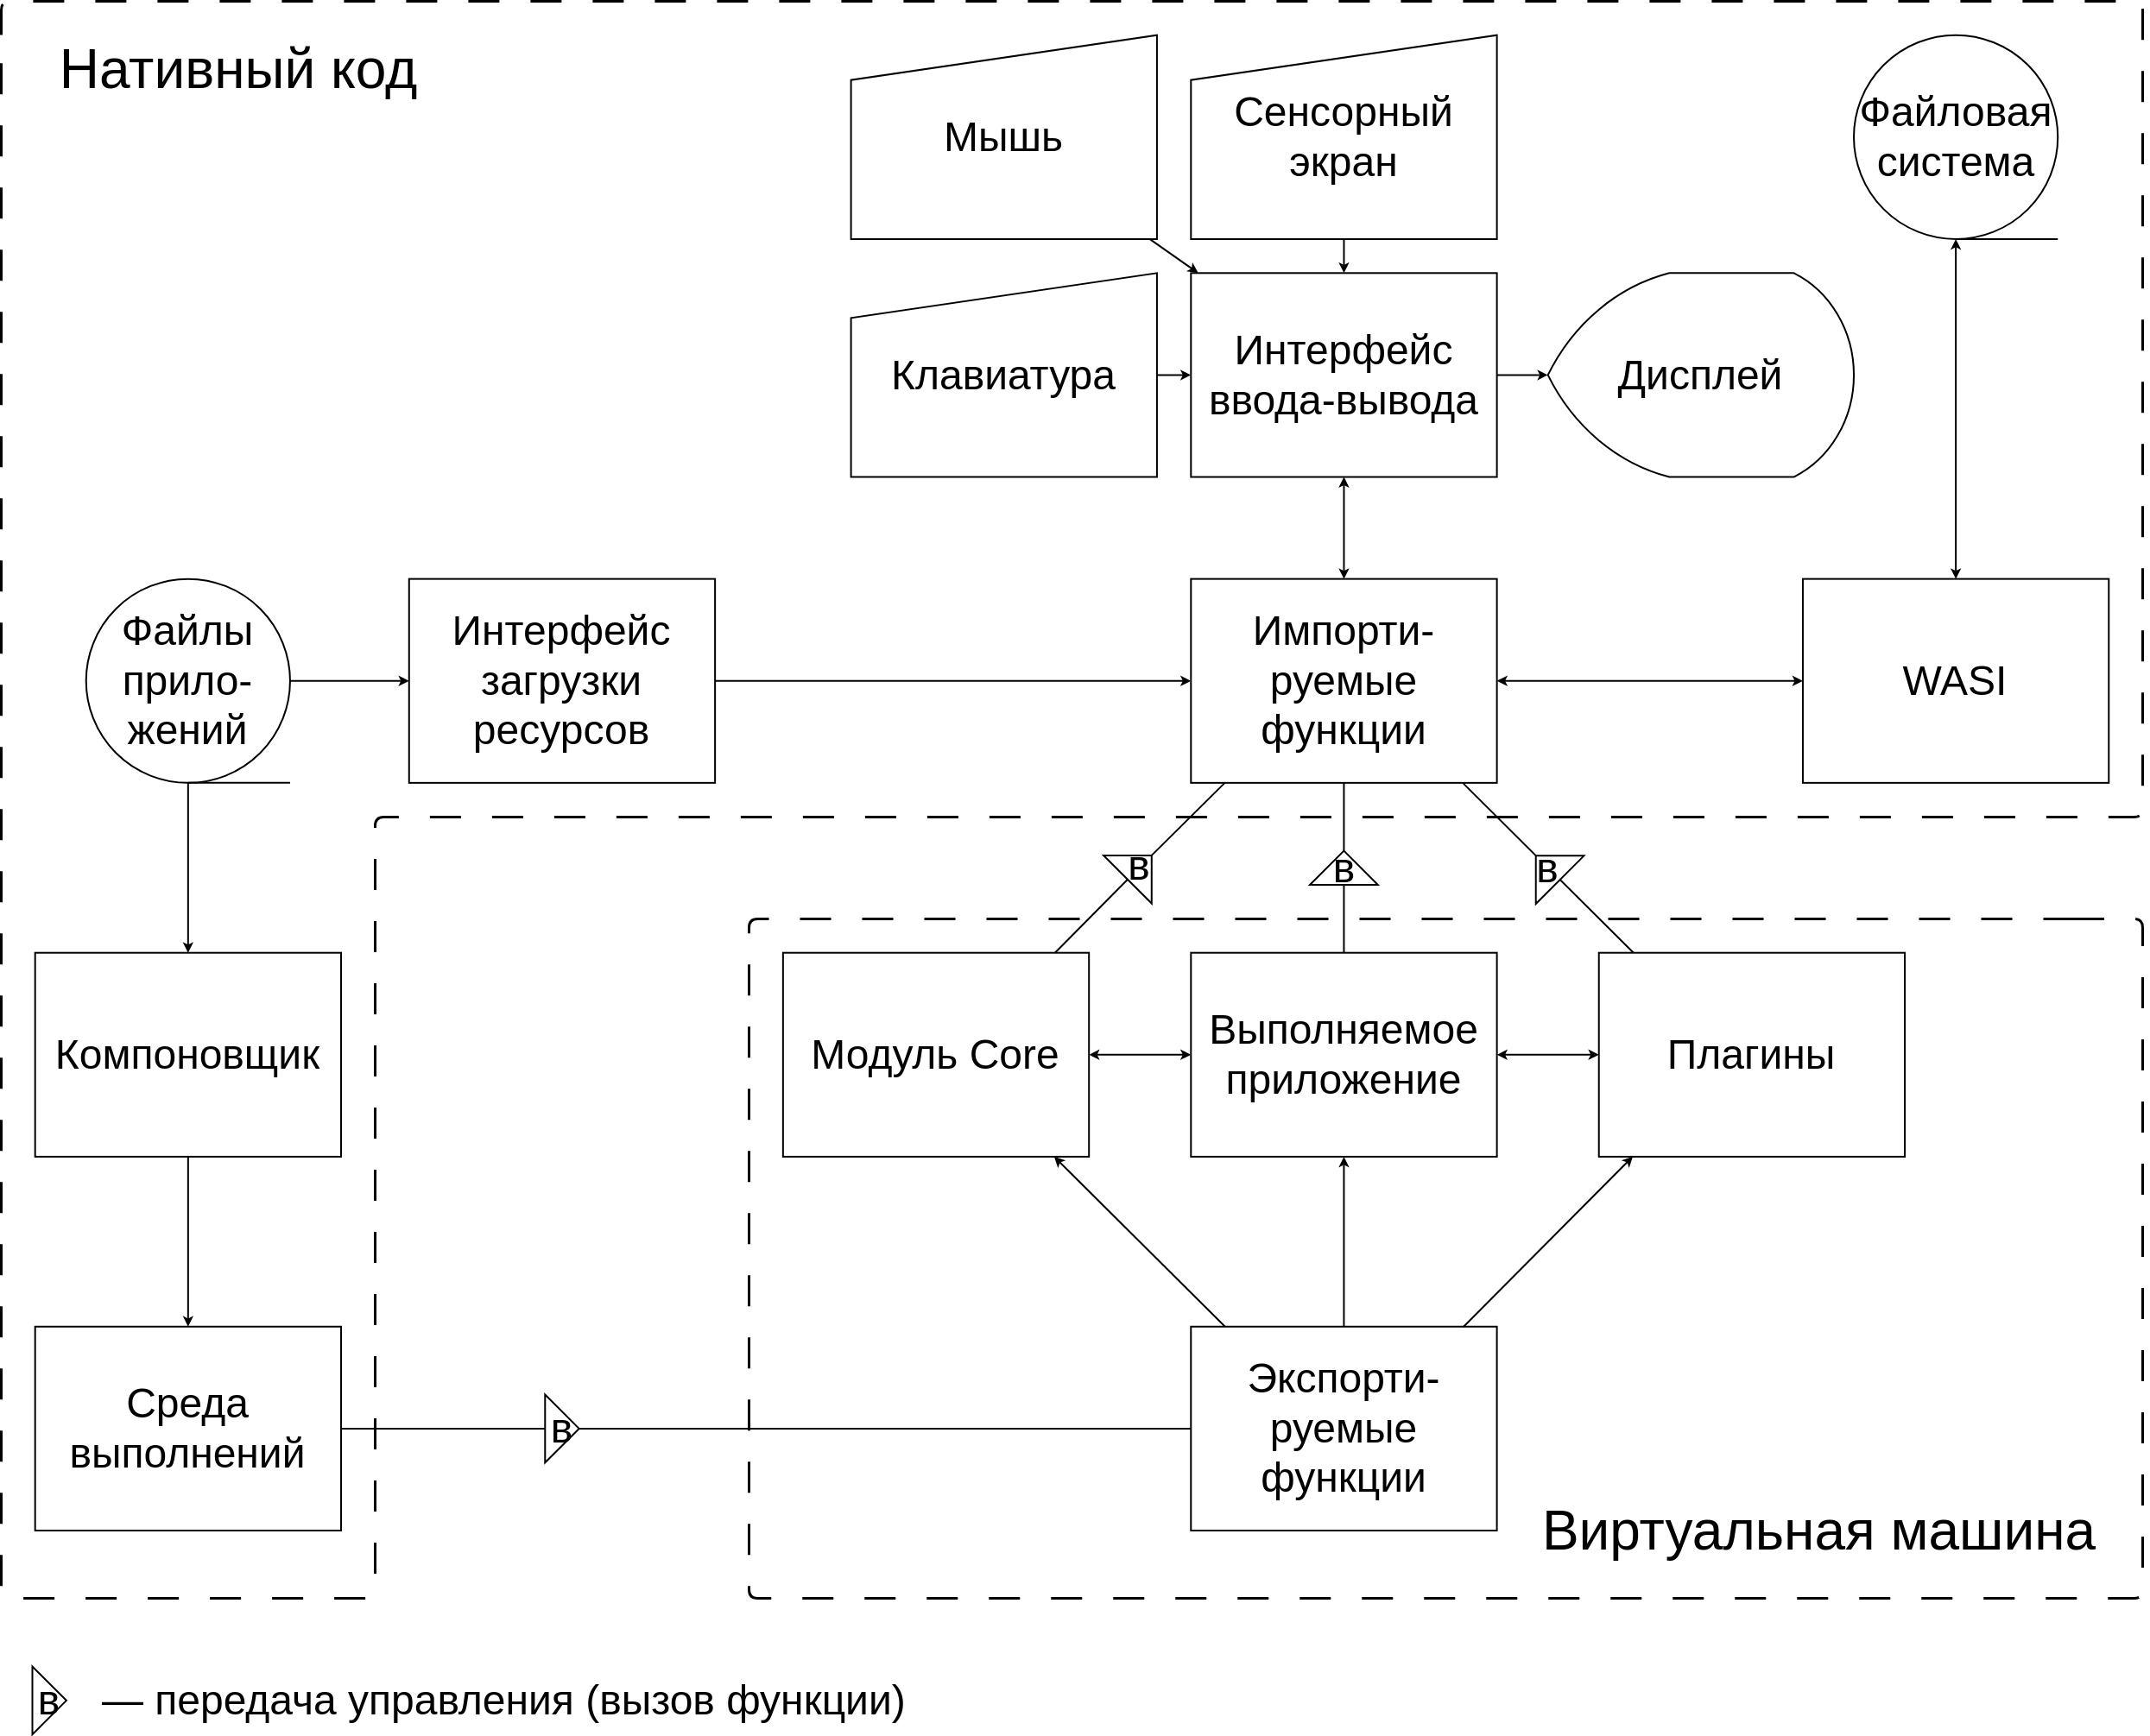 Нативный код
Мышь
Сенсорный
экран
Файловая
система
Клавиатура
Интерфейс
ввода-вывода
Дисплей
Файлы
прило-
жений
Интерфейс
загрузки
ресурсов
Импорти-
руемые
функции
WASI
в
в
в
Компоновщик
Модуль Core
Выполняемое
приложение
Плагины
Среда
выполнений
в
Экспорти-
руемые
функции
Виртуальная машина
в
— передача управления (вызов функции)